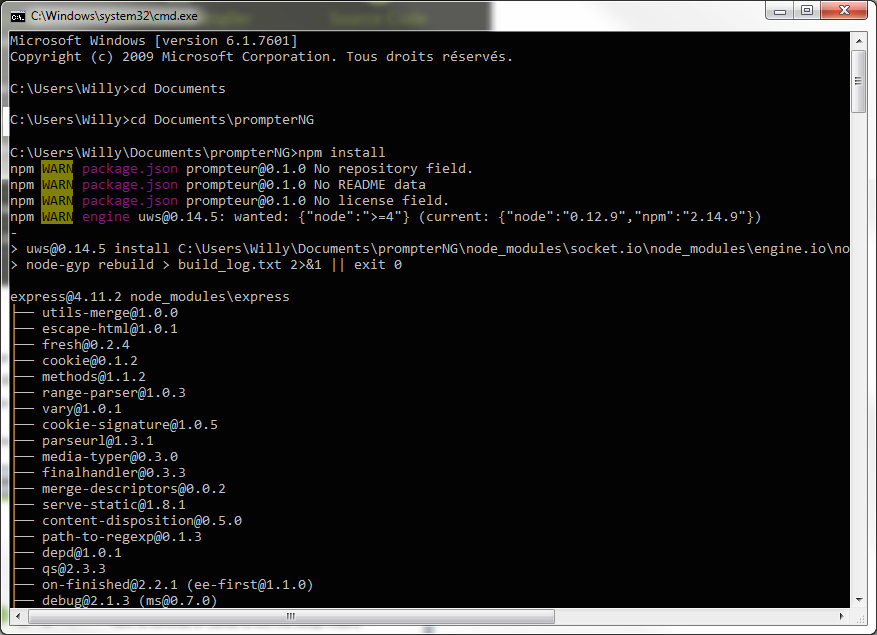 C:\Windows\system32\cmd.exe
Microsoft Windows [version 6.1.7601]
Copyright (c) 2009 Microsoft Corporation. Tous droits réservés.
C:\Users\Willy>cd Documents
C:\Users\Willy>cd Documents\prompterNG
C:\Users\Willy\Documents\prompterNG>npm install
npm WARN package.json prompteur@0.1.0 No repository field.
npm WARN package.json prompteur@0.1.0 No README data
npm WARN package.json prompteur@0.1.0 No license field.
npm WARN engine uws@0.14.5: wanted: {"node":">=4"} (current: {"node":"0.12.9","npm":"2.14.9"})
-
> uws@0.14.5 install C:\Users\Willy\Documents\prompterNG\node_modules\socket.io\node_modules\engine.io\no
> node-gyp rebuild > build_log.txt 2>&1 || exit 0
express@4.11.2 node_modules\express
├── utils-merge@1.0.0
├── escape-html@1.0.1
├── fresh@0.2.4
├── cookie@0.1.2
├── methods@1.1.2
├── range-parser@1.0.3
├── vary@1.0.1
├── cookie-signature@1.0.5
├── parseurl@1.3.1
├── media-typer@0.3.0
├── finalhandler@0.3.3
├── merge-descriptors@0.0.2
├── serve-static@1.8.1
├── content-disposition@0.5.0
├── path-to-regexp@0.1.3
├── depd@1.0.1
├── qs@2.3.3
├── on-finished@2.2.1 (ee-first@1.1.0)
├── debug@2.1.3 (ms@0.7.0)